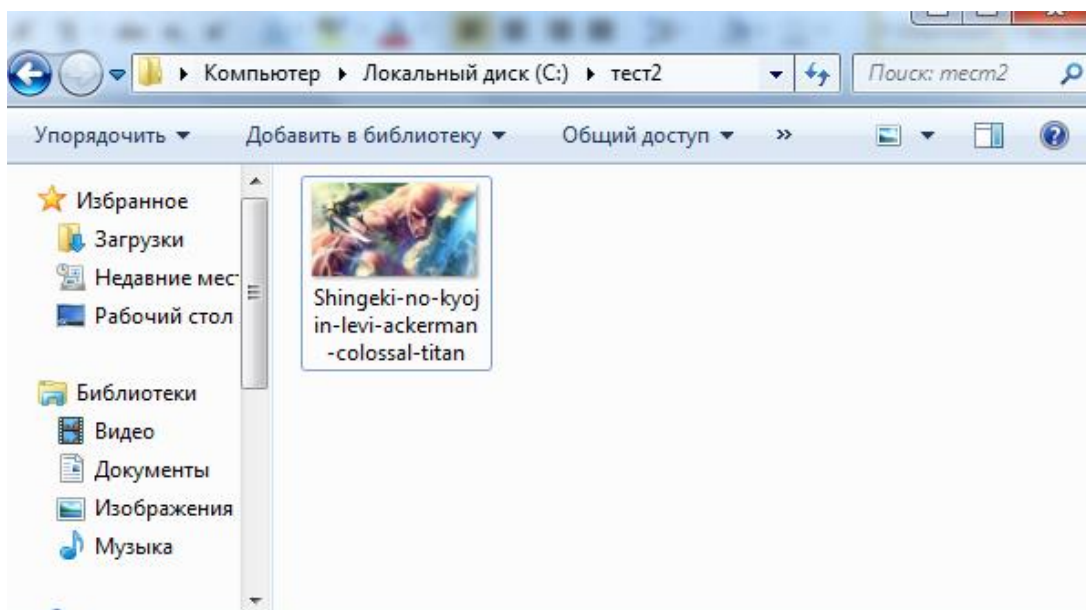 Компьютер Локальный диск (C:) тест2
Поиск: тест2
Упорядочить Добавить в библиотеку Общий доступ »
Избранное
Загрузки
Недавние мес
Рабочий стол
Библиотеки
Видео
Документы
Изображения
Музыка
Shingeki-no-kyoj
in-levi-ackerman
-colossal-titan